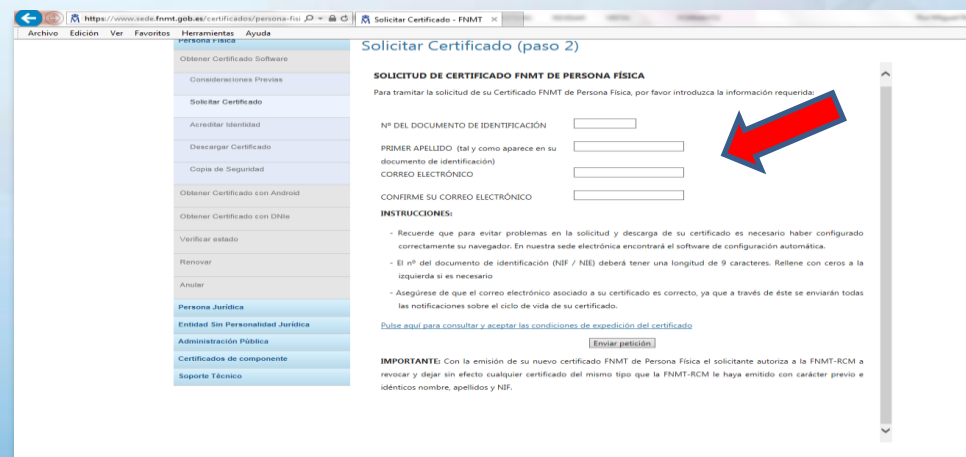 https://www.sede.fnmt.gob.es/certificados/persona-fisi
Solicitar Certificado - FNMT
Archivo Edición Ver Favoritos Herramientas Ayuda
Persona Física
Obtener Certificado Software
Consideraciones Previas
Solicitar Certificado
Acreditar Identidad
Descargar Certificado
Copia de Seguridad
Obtener Certificado con Android
Obtener Certificado con DNIe
Verificar estado
Renovar
Anular
Persona Jurídica
Entidad Sin Personalidad Jurídica
Administración Pública
Certificados de componente
Soporte Técnico
Solicitar Certificado (paso 2)
SOLICITUD DE CERTIFICADO FNMT DE PERSONA FÍSICA
Para tramitar la solicitud de su Certificado FNMT de Persona Física, por favor introduzca la información requerida:
Nº DEL DOCUMENTO DE IDENTIFICACIÓN
PRIMER APELLIDO (tal y como aparece en su
documento de identificación)
CORREO ELECTRÓNICO
CONFIRME SU CORREO ELECTRÓNICO
INSTRUCCIONES:
- Recuerde que para evitar problemas en la solicitud y descarga de su certificado es necesario haber configurado
correctamente su navegador. En nuestra sede electrónica encontrará el software de configuración automática.
- El nº del documento de identificación (NIF / NIE) deberá tener una longitud de 9 caracteres. Rellene con ceros a la
izquierda si es necesario
- Asegúrese de que el correo electrónico asociado a su certificado es correcto, ya que a través de éste se enviarán todas
las notificaciones sobre el ciclo de vida de su certificado.
Pulse aquí para consultar y aceptar las condiciones de expedición del certificado
Enviar petición
IMPORTANTE: Con la emisión de su nuevo certificado FNMT de Persona Física el solicitante autoriza a la FNMT-RCM a
revocar y dejar sin efecto cualquier certificado del mismo tipo que la FNMT-RCM le haya emitido con carácter previo e
idénticos nombre, apellidos y NIF.